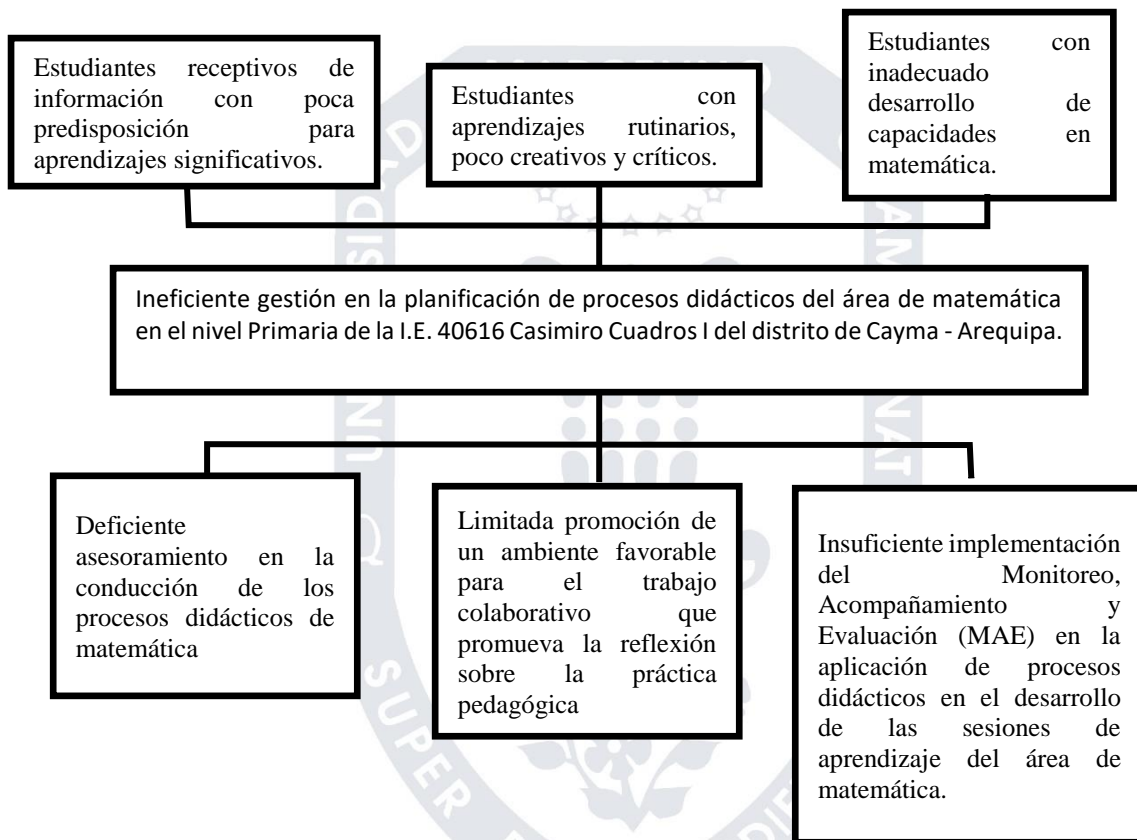 Estudiantes receptivos de
información con poca
predisposición para
aprendizajes significativos.
Estudiantes con
aprendizajes rutinarios,
poco creativos y críticos.
Estudiantes con
inadecuado
desarrollo de
capacidades en
matemática.
Ineficiente gestión en la planificación de procesos didácticos del área de matemática
en el nivel Primaria de la I.E. 40616 Casimiro Cuadros I del distrito de Cayma - Arequipa.
Deficiente
asesoramiento en la
conducción de los
procesos didácticos de
matemática
Limitada promoción de
un ambiente favorable
para el trabajo
colaborativo que
promueva la reflexión
sobre la práctica
pedagógica
Insuficiente implementación
del Monitoreo,
Acompañamiento y
Evaluación (MAE) en la
aplicación de procesos
didácticos en el desarrollo
de las sesiones de
aprendizaje del área de
matemática.